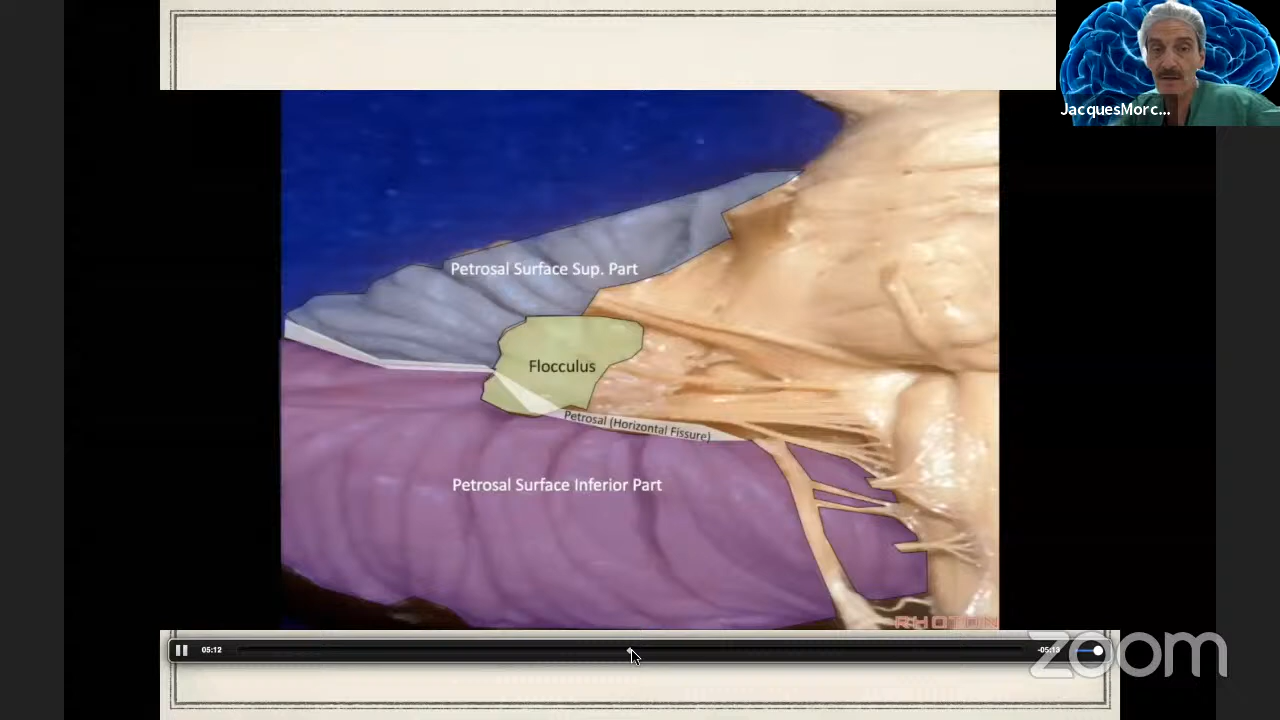 JacquesMorc...
Petrosal Surface Sup. Part
Flocculus
Petrosal (Horizontal Fissure)
Petrosal Surface Inferior Part
RHOTON
05:12
-05:13
zoom